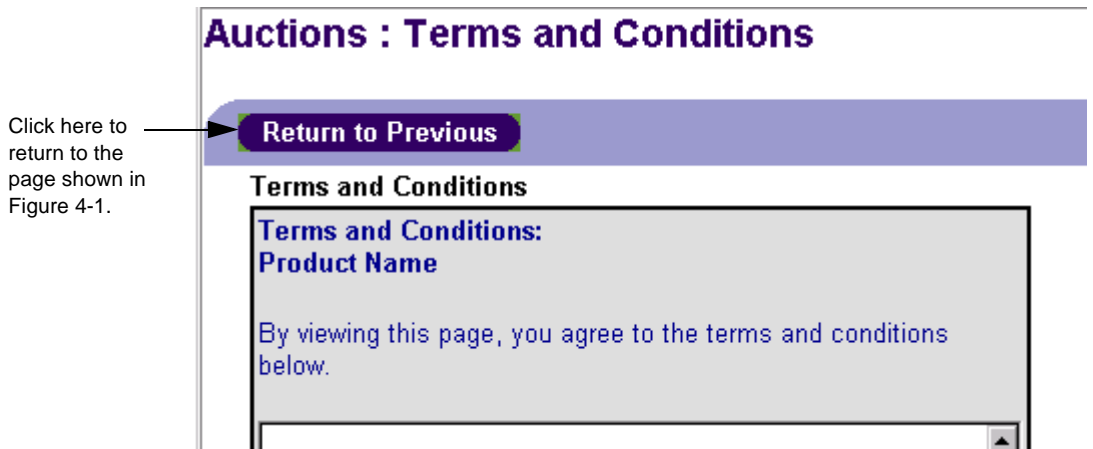 Auctions : Terms and Conditions
Click here to
return to the
page shown in
Figure 4-1.
Return to Previous
Terms and Conditions
Terms and Conditions:
Product Name
By viewing this page, you agree to the terms and conditions
below.